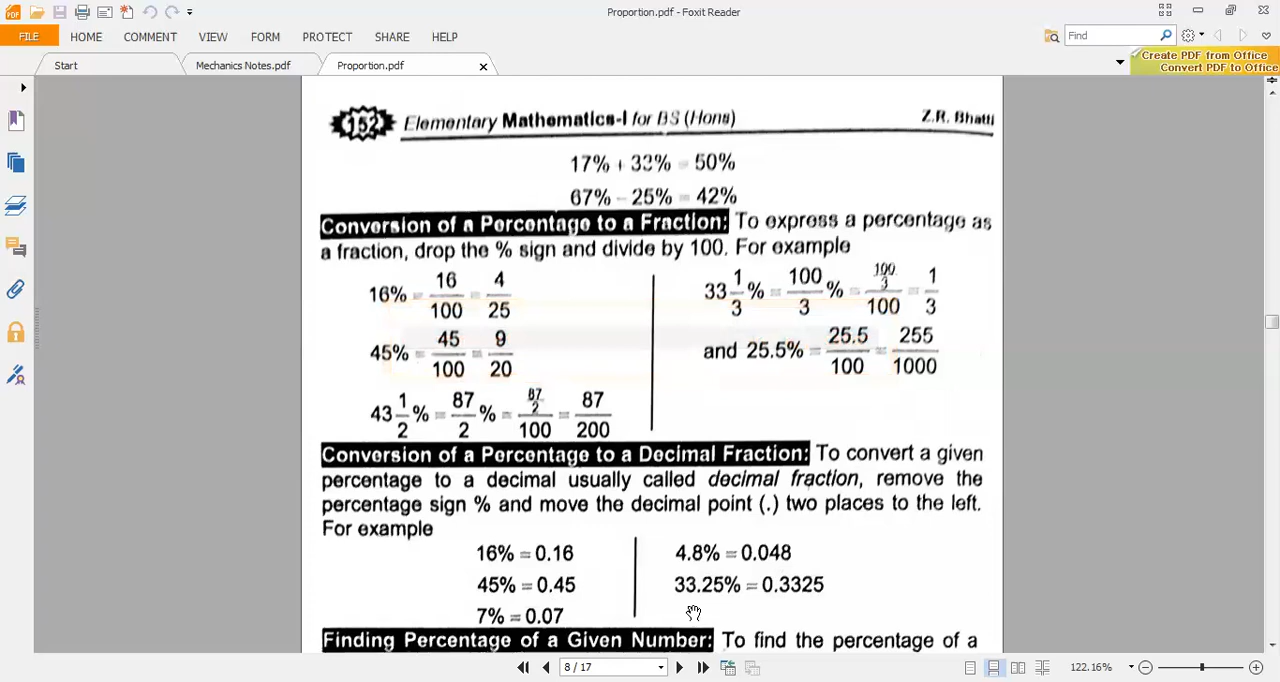 Proportion.pdf - Foxit Reader
FILE HOME COMMENT VIEW FORM PROTECT SHARE HELP
Find
Create PDF from Office
Convert PDF to Office
Start Mechanics Notes.pdf Proportion.pdf
152 Elementary Mathematics-I for BS (Hons) Z.R. Bhatti
17% + 33% = 50%
67% - 25% = 42%
Conversion of a Percentage to a Fraction: To express a percentage as
a fraction, drop the % sign and divide by 100. For example
16% = 16/100 = 4/25
45% = 45/100 = 9/20
43 1/2 % = 87/2 % = 87/2/100 = 87/200
33 1/3 % = 100/3 % = 100/3/100 = 1/3
and 25.5% = 25.5/100 = 255/1000
Conversion of a Percentage to a Decimal Fraction: To convert a given
percentage to a decimal usually called decimal fraction, remove the
percentage sign % and move the decimal point (.) two places to the left.
For example
16% = 0.16
45% = 0.45
7% = 0.07
4.8% = 0.048
33.25% = 0.3325
Finding Percentage of a Given Number: To find the percentage of a
8 / 17
122.16%